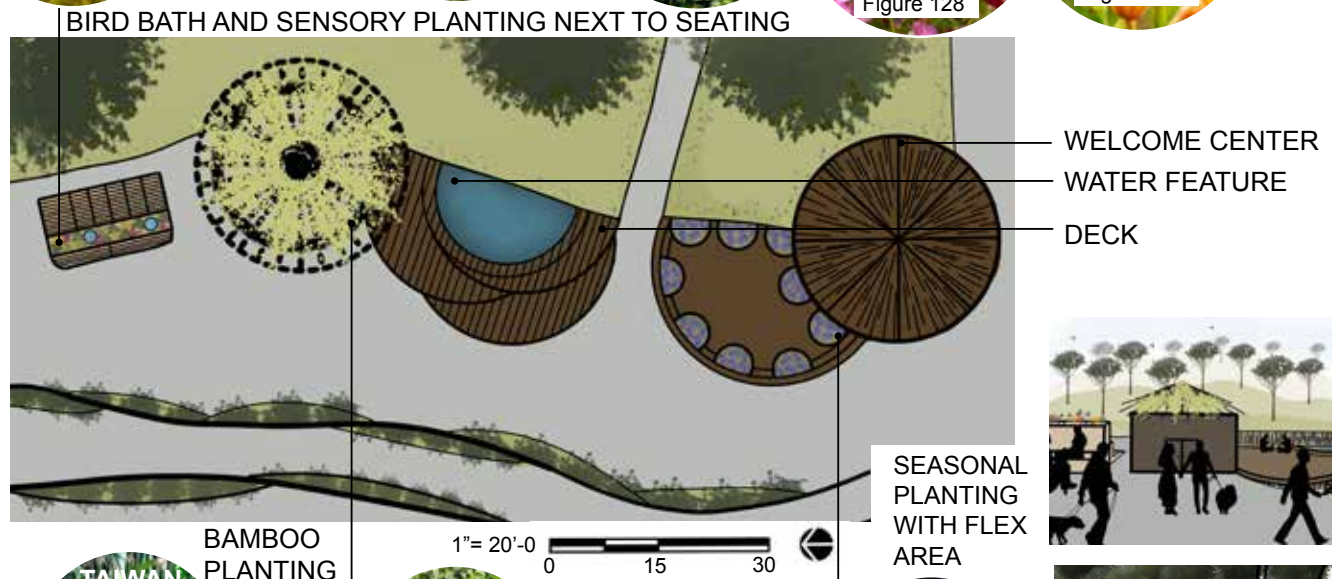 Figure 128
BIRD BATH AND SENSORY PLANTING NEXT TO SEATING
WELCOME CENTER
WATER FEATURE
DECK
SEASONAL
PLANTING
WITH FLEX
AREA
BAMBOO
PLANTING
1"= 20'-0
0 15 30
TAIWAN